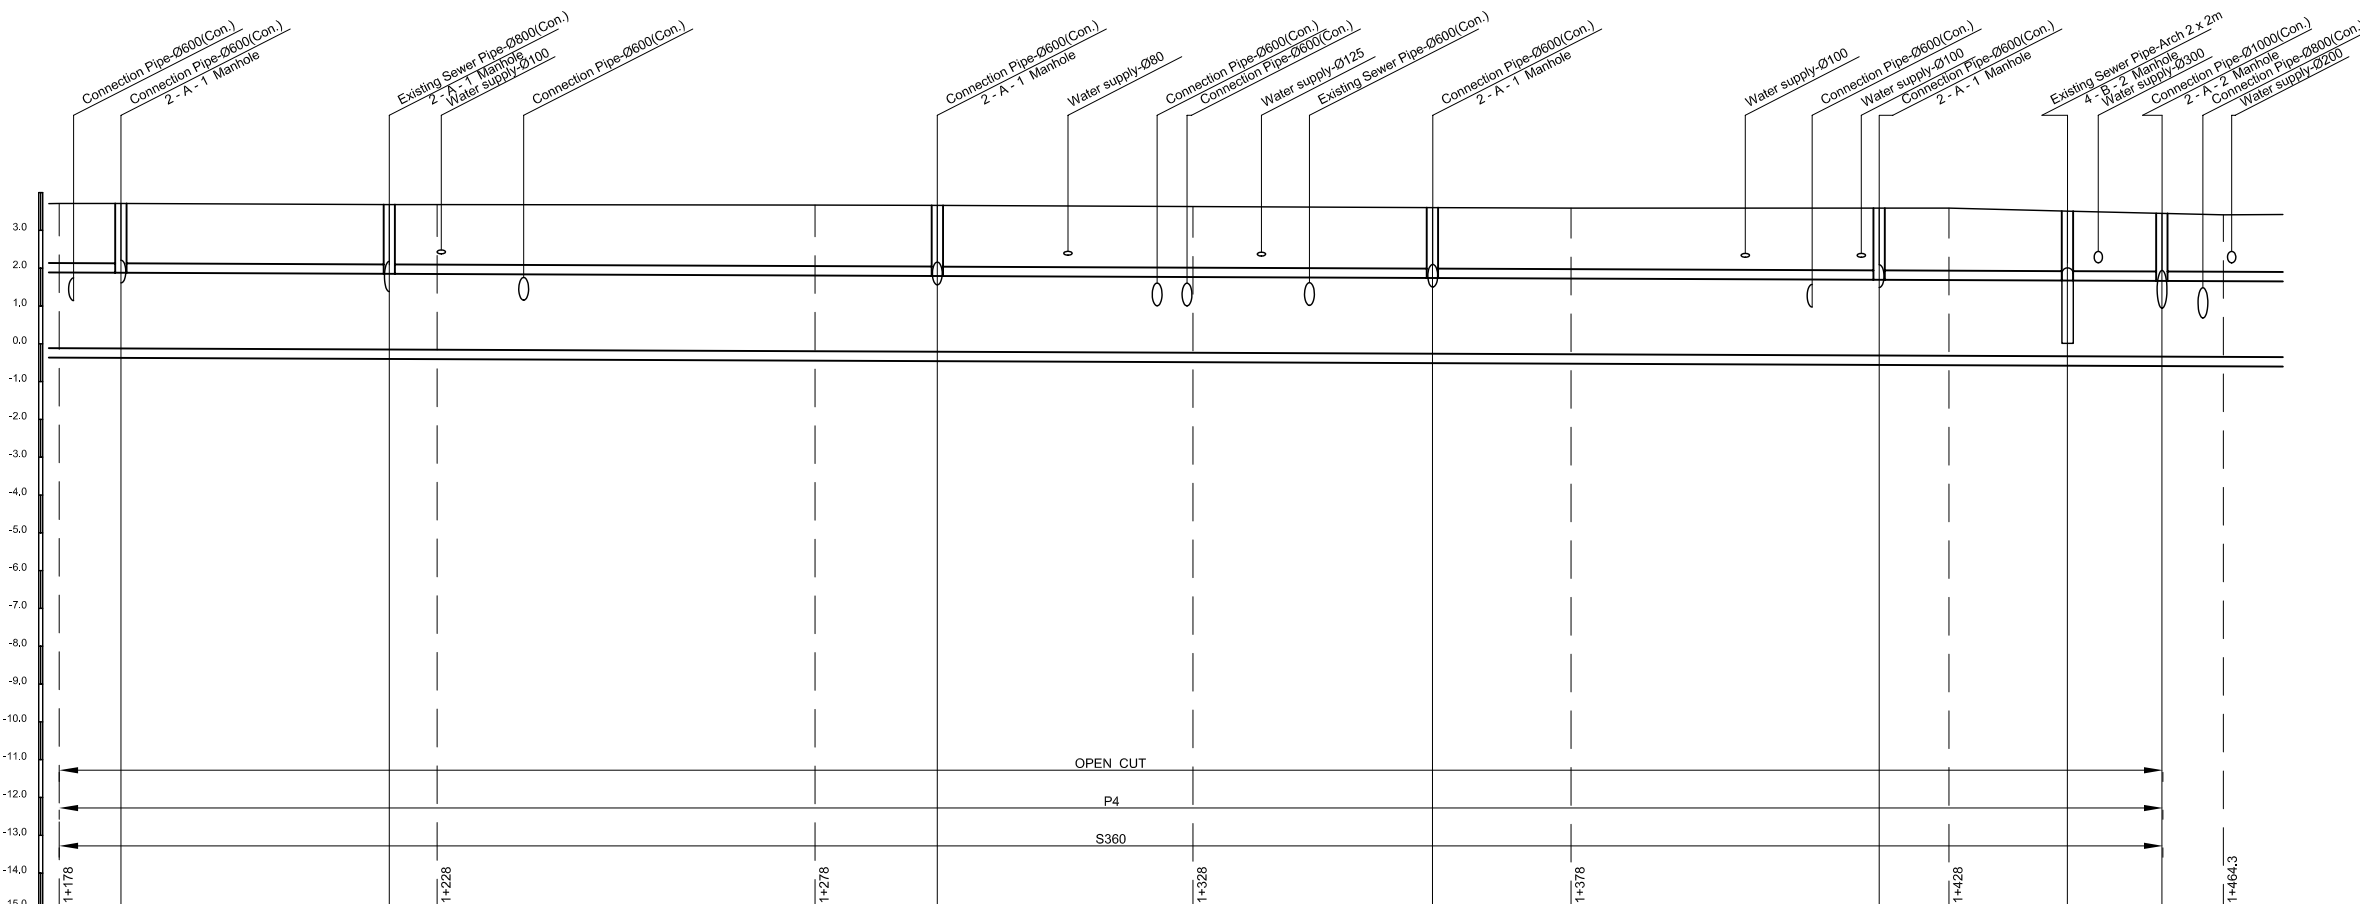 Connection Pipe-Ø600(Con.)
Connection Pipe-Ø600(Con.)
2 - A - 1 Manhole
Existing Sewer Pipe-Ø800(Con.)
2 - A - 1 Manhole
Water supply-Ø100
Connection Pipe-Ø600(Con.)
Connection Pipe-Ø600(Con.)
2 - A - 1 Manhole
Water supply-Ø80
Connection Pipe-Ø600(Con.)
Connection Pipe-Ø600(Con.)
Water supply-Ø125
Existing Sewer Pipe-Ø600(Con.)
Connection Pipe-Ø600(Con.)
2 - A - 1 Manhole
Water supply-Ø100
Connection Pipe-Ø600(Con.)
Water supply-Ø100
Connection Pipe-Ø600(Con.)
2 - A - 1 Manhole
Existing Sewer Pipe-Arch 2 x 2m
4 - B - 2 Manhole
Water supply-Ø300
Connection Pipe-Ø1000(Con.)
2 - A - 2 Manhole
Connection Pipe-Ø800(Con.)
Water supply-Ø200
3.0
2.0
1.0
0.0
-1.0
-2.0
-3.0
-4.0
-5.0
-6.0
-7.0
-8.0
-9.0
-10.0
-11.0
OPEN CUT
-12.0
P4
-13.0
S360
-14.0
1+178
1+228
1+278
1+328
1+378
1+428
1+464.3